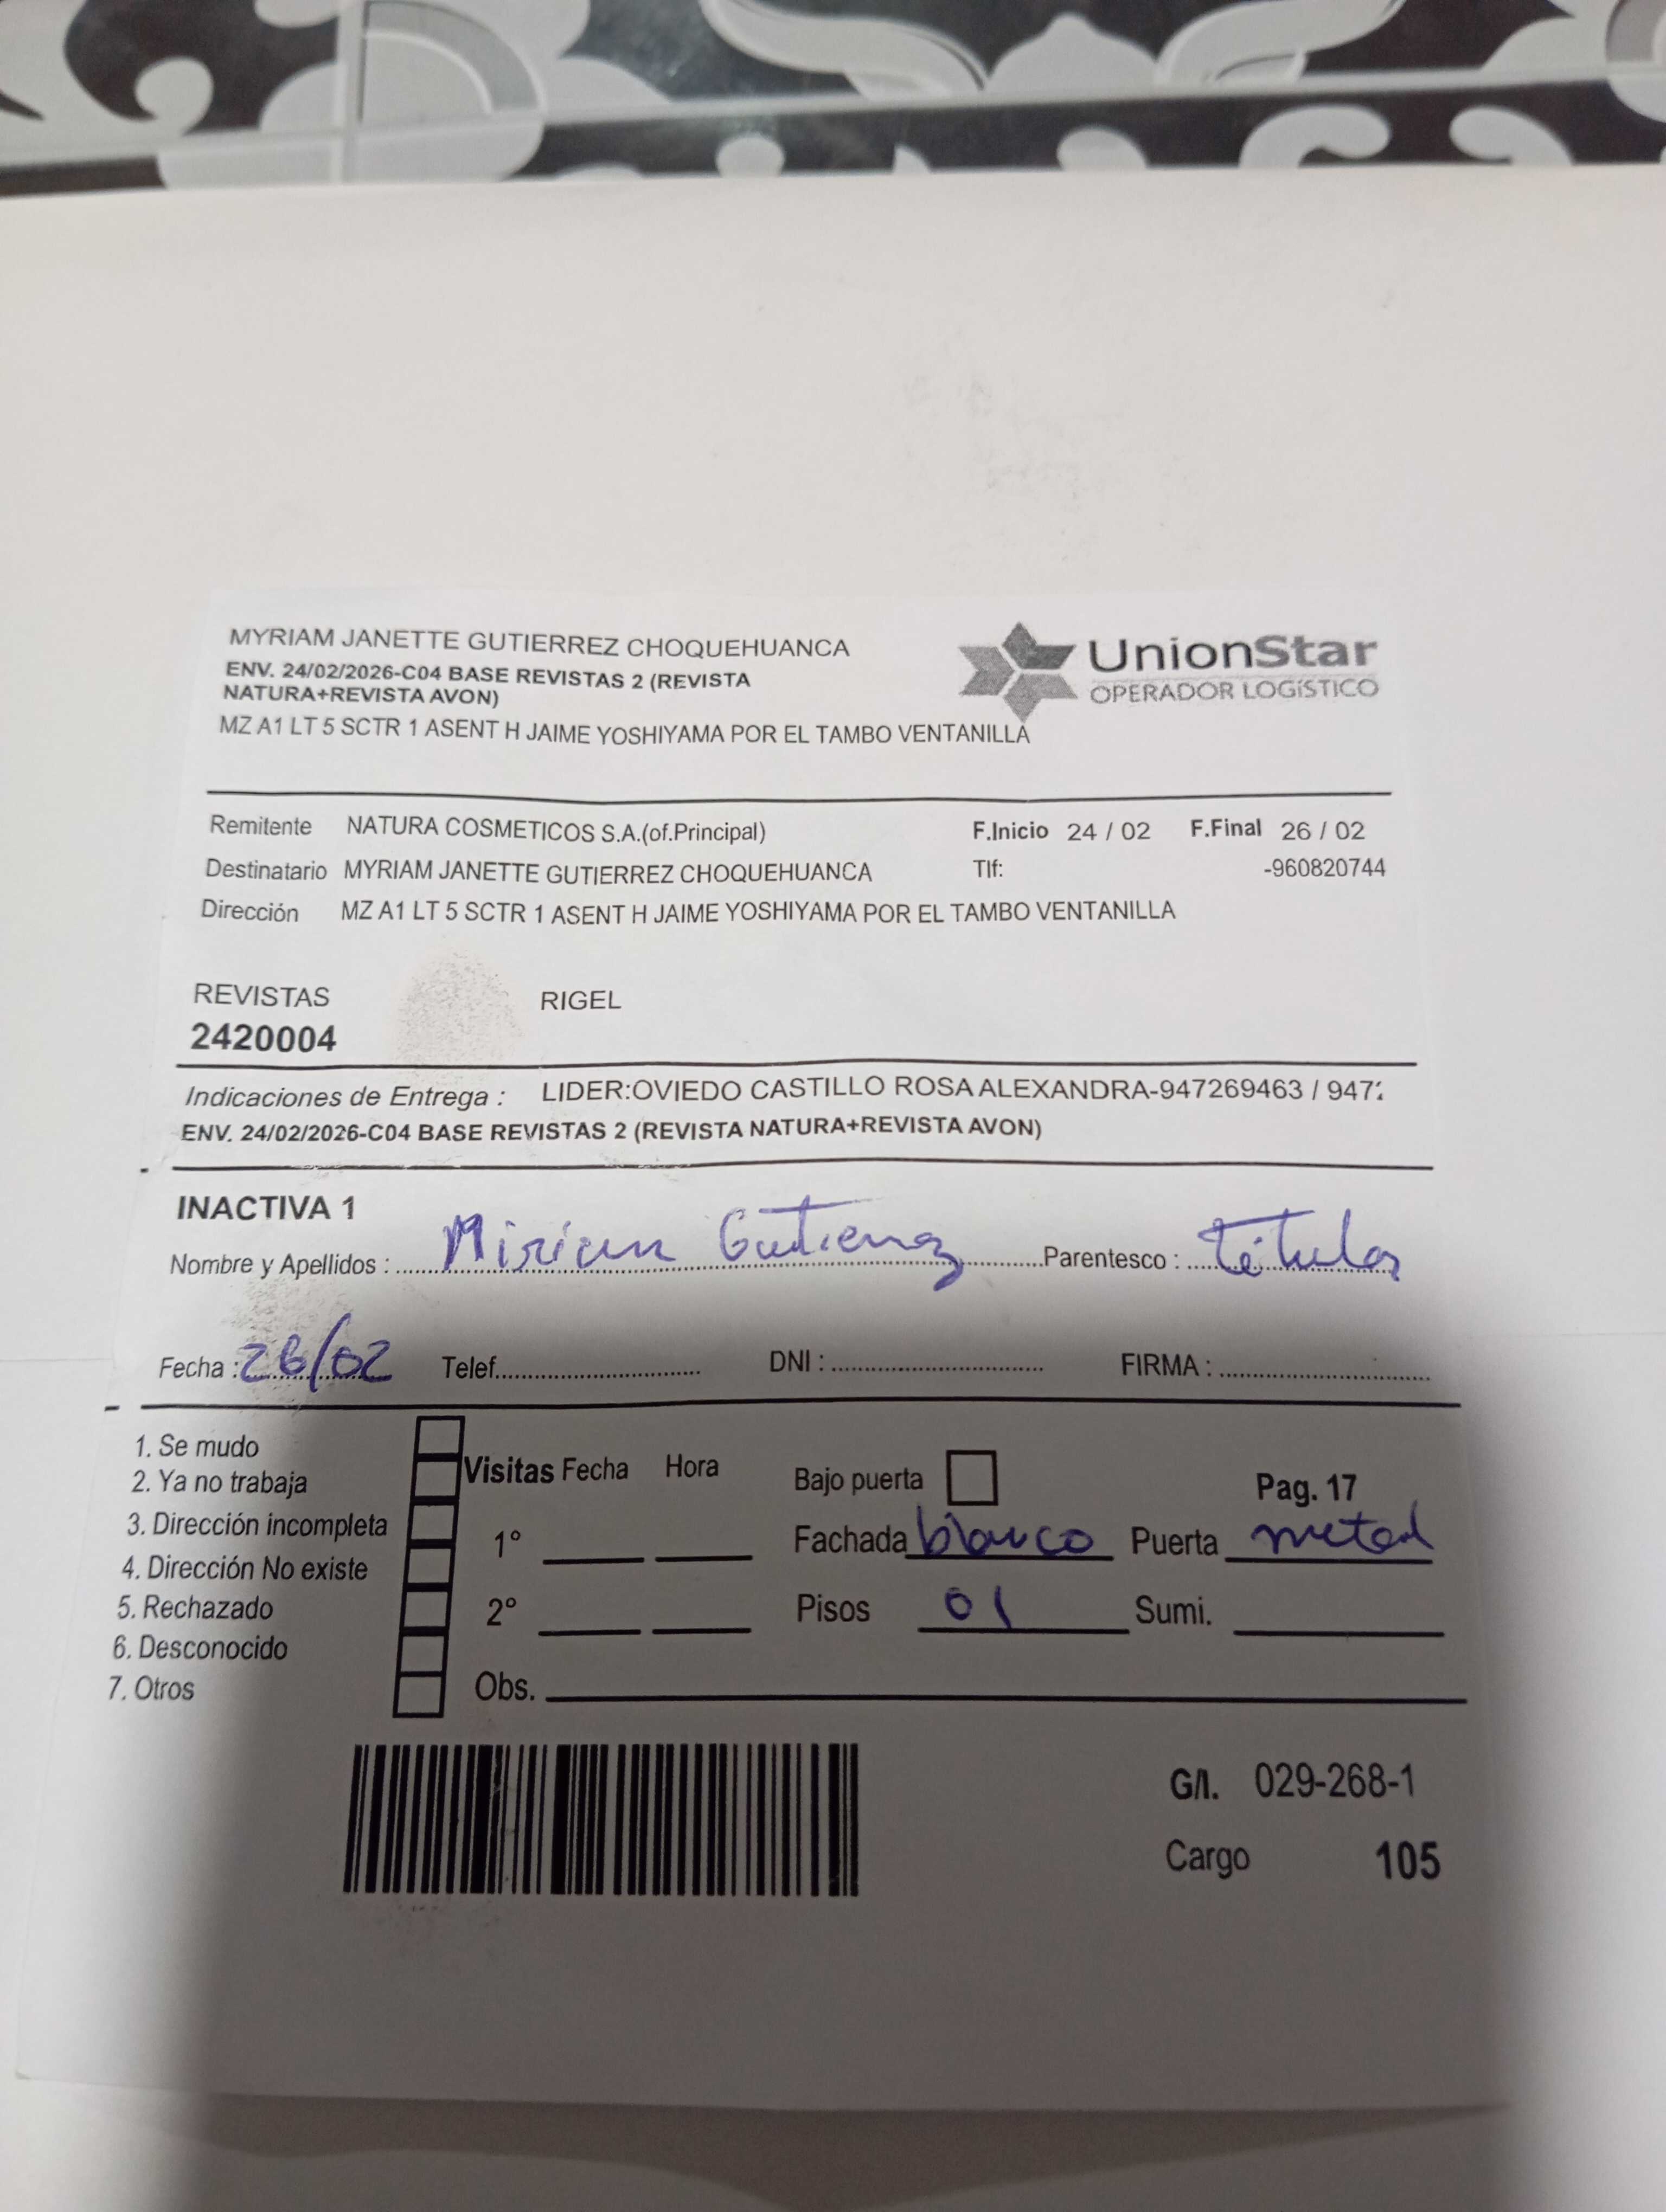 MYRIAM JANETTE GUTIERREZ CHOQUEHUANCA
ENV. 24/02/2026-C04 BASE REVISTAS 2 (REVISTA
NATURA+REVISTA AVON)
MZ A1 LT 5 SCTR 1 ASENT H JAIME YOSHIYAMA POR EL TAMBO VENTANILLA
UnionStar
OPERADOR LOGÍSTICO
Remitente NATURA COSMETICOS S.A.(of.Principal) F.Inicio 24 / 02 F.Final 26 / 02
Destinatario MYRIAM JANETTE GUTIERREZ CHOQUEHUANCA Tlf: -960820744
Dirección MZ A1 LT 5 SCTR 1 ASENT H JAIME YOSHIYAMA POR EL TAMBO VENTANILLA
REVISTAS RIGEL
2420004
Indicaciones de Entrega : LIDER:OVIEDO CASTILLO ROSA ALEXANDRA-947269463 / 947
ENV. 24/02/2026-C04 BASE REVISTAS 2 (REVISTA NATURA+REVISTA AVON)
INACTIVA 1
Nombre y Apellidos : Mirian Gutierrez Parentesco : titular
Fecha : 26/02 Telef. DNI : FIRMA :
1. Se mudo
2. Ya no trabaja
3. Dirección incompleta
4. Dirección No existe
5. Rechazado
6. Desconocido
7. Otros
Visitas Fecha Hora
1°
2°
Obs.
Bajo puerta Pag. 17
Fachada blanco Puerta metal
Pisos 01 Sumi.
G/I. 029-268-1
Cargo 105